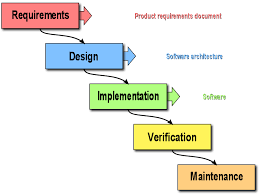 Requirements
Product requirements document
Design
Software architecture
Implementation
Software
Verification
Maintenance